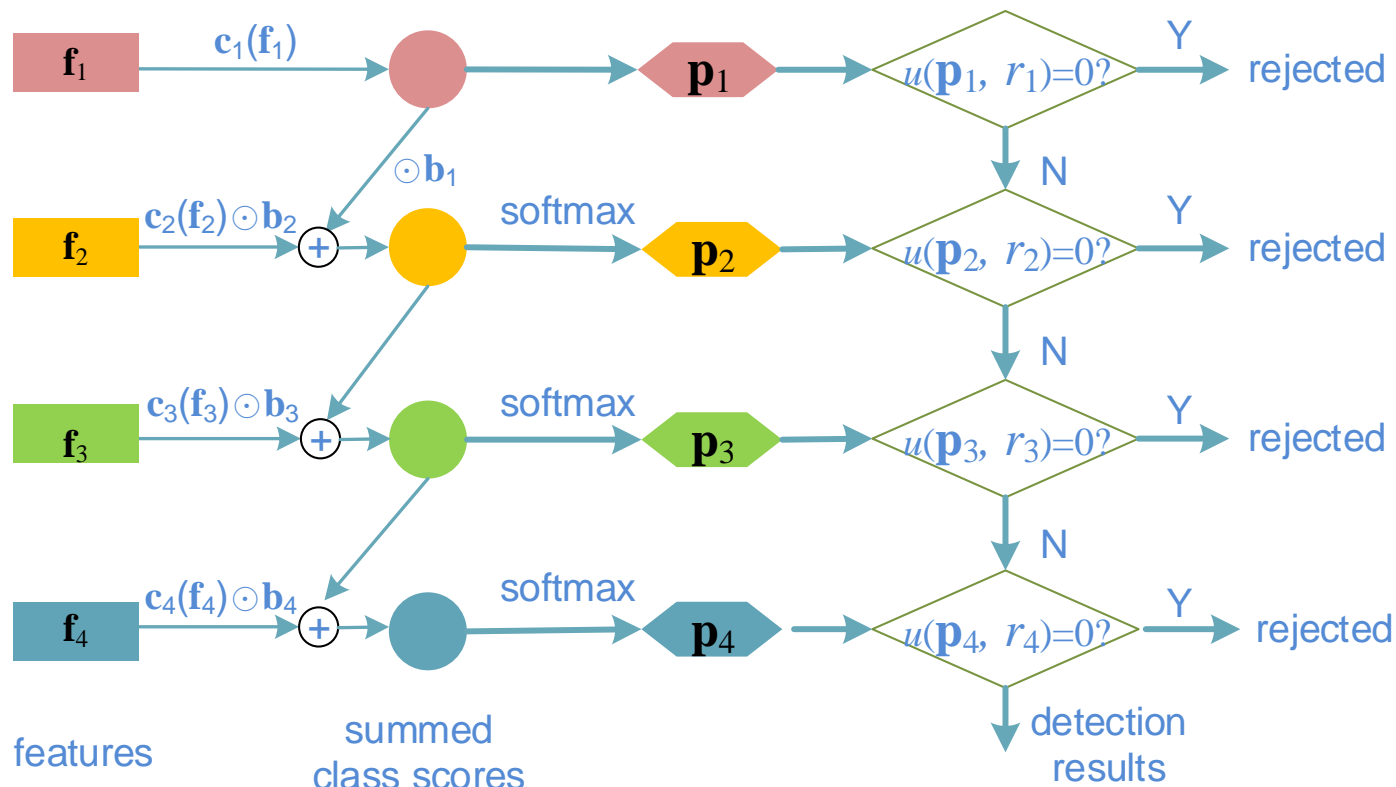 f₁ c₁(f₁) p₁ u(p₁, r₁)=0? Y rejected
⊙b₁ N
f₂ c₂(f₂)⊙b₂ + softmax p₂ u(p₂, r₂)=0? Y rejected
N
f₃ c₃(f₃)⊙b₃ + softmax p₃ u(p₃, r₃)=0? Y rejected
N
f₄ c₄(f₄)⊙b₄ + softmax p₄ u(p₄, r₄)=0? Y rejected
features
summed
class scores
detection
results